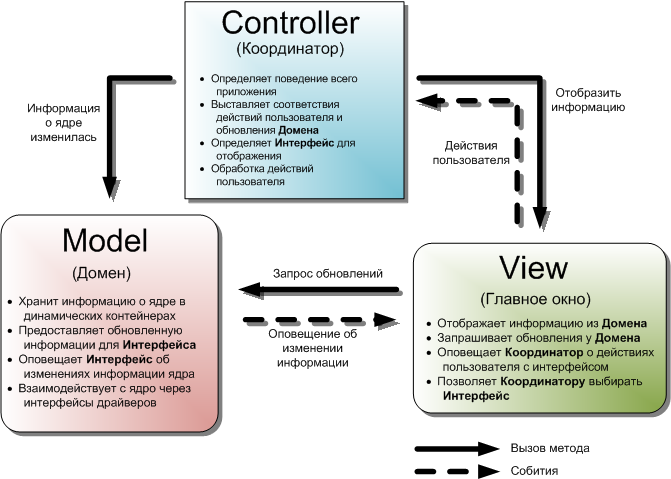 Controller
(Координатор)
• Определяет поведение всего
приложения
• Выставляет соответствия
действий пользователя и
обновления Домена
• Определяет Интерфейс для
отображения
• Обработка действий
пользователя
Информация
о ядре
изменилась
Отобразить
информацию
Действия
пользователя
Model
(Домен)
• Хранит информацию о ядре в
динамических контейнерах
• Предоставляет обновленную
информации для Интерфейса
• Оповещает Интерфейс об
изменениях информации ядра
• Взаимодействует с ядро через
интерфейсы драйверов
Запрос обновлений
Оповещение об
изменении
информации
View
(Главное окно)
• Отображает информацию из Домена
• Запрашивает обновления у Домена
• Оповещает Координатор о действиях
пользователя с интерфейсом
• Позволяет Координатору выбирать
Интерфейс
Вызов метода
Собития